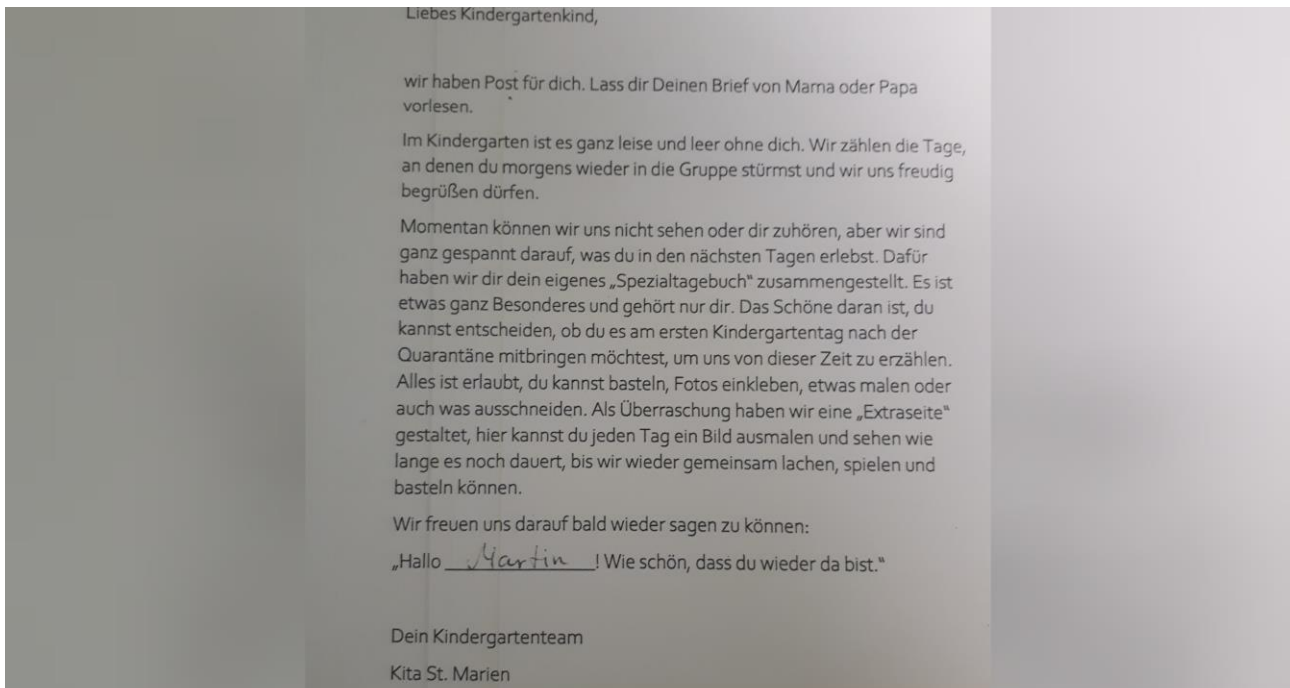 Liebes Kindergartenkind,
wir haben Post für dich. Lass dir Deinen Brief von Mama oder Papa
vorlesen.
Im Kindergarten ist es ganz leise und leer ohne dich. Wir zählen die Tage,
an denen du morgens wieder in die Gruppe stürmst und wir uns freudig
begrüßen dürfen.
Momentan können wir uns nicht sehen oder dir zuhören, aber wir sind
ganz gespannt darauf, was du in den nächsten Tagen erlebst. Dafür
haben wir dir dein eigenes „Spezialtagebuch“ zusammengestellt. Es ist
etwas ganz Besonderes und gehört nur dir. Das Schöne daran ist, du
kannst entscheiden, ob du es am ersten Kindergartentag nach der
Quarantäne mitbringen möchtest, um uns von dieser Zeit zu erzählen.
Alles ist erlaubt, du kannst basteln, Fotos einkleben, etwas malen oder
auch was ausschneiden. Als Überraschung haben wir eine „Extraseite“
gestaltet, hier kannst du jeden Tag ein Bild ausmalen und sehen wie
lange es noch dauert, bis wir wieder gemeinsam lachen, spielen und
basteln können.
Wir freuen uns darauf bald wieder sagen zu können:
„Hallo Martin ! Wie schön, dass du wieder da bist.“
Dein Kindergartenteam
Kita St. Marien